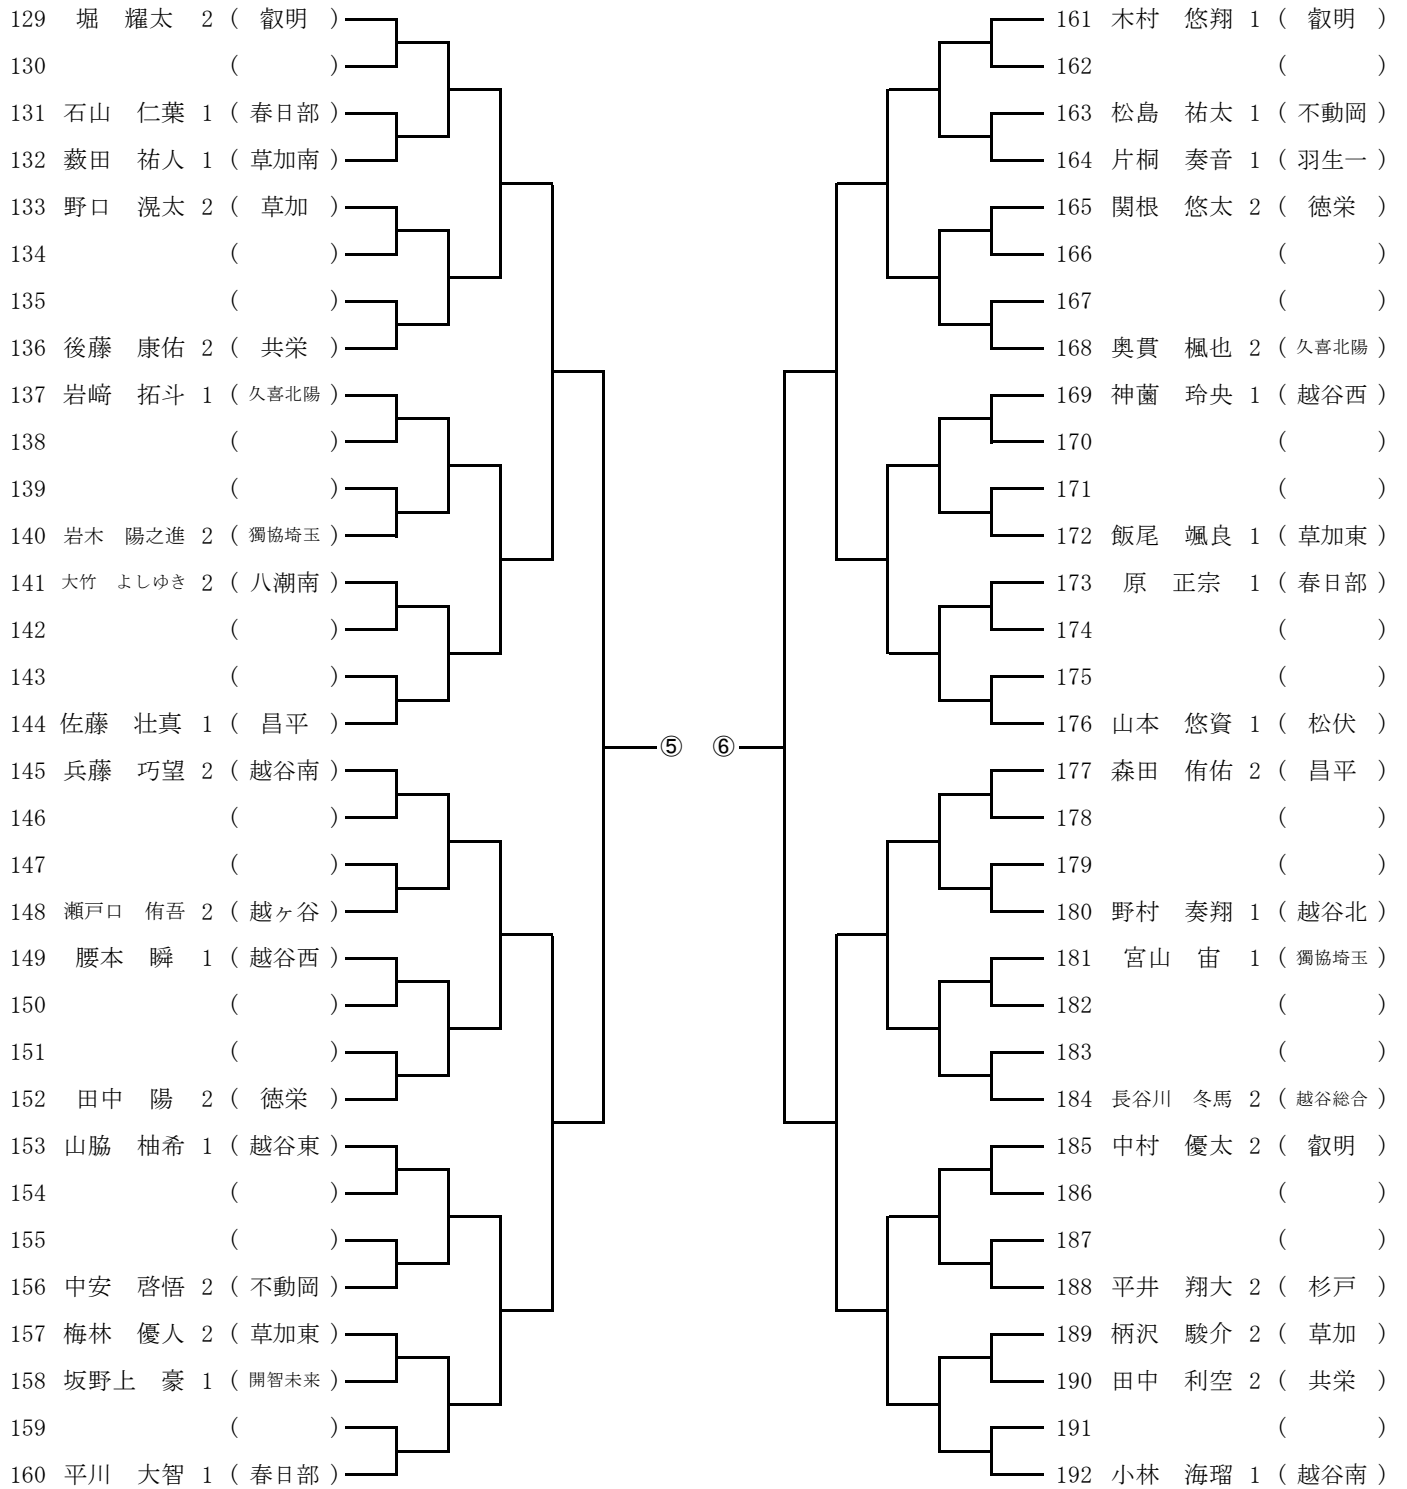 129 堀 耀太 2 ( 叡明 )
130 ( )
131 石山 仁葉 1 ( 春日部 )
132 薮田 祐人 1 ( 草加南 )
133 野口 滉太 2 ( 草加 )
134 ( )
135 ( )
136 後藤 康佑 2 ( 共栄 )
137 岩﨑 拓斗 1 ( 久喜北陽 )
138 ( )
139 ( )
140 岩木 陽之進 2 ( 獨協埼玉 )
141 大竹 よしゆき 2 ( 八潮南 )
142 ( )
143 ( )
144 佐藤 壮真 1 ( 昌平 )
145 兵藤 巧望 2 ( 越谷南 )
146 ( )
147 ( )
148 瀬戸口 侑吾 2 ( 越ヶ谷 )
149 腰本 瞬 1 ( 越谷西 )
150 ( )
151 ( )
152 田中 陽 2 ( 徳栄 )
153 山脇 柚希 1 ( 越谷東 )
154 ( )
155 ( )
156 中安 啓悟 2 ( 不動岡 )
157 梅林 優人 2 ( 草加東 )
158 坂野上 豪 1 ( 開智未来 )
159 ( )
160 平川 大智 1 ( 春日部 )
⑤ ⑥
161 木村 悠翔 1 ( 叡明 )
162 ( )
163 松島 祐太 1 ( 不動岡 )
164 片桐 奏音 1 ( 羽生一 )
165 関根 悠太 2 ( 徳栄 )
166 ( )
167 ( )
168 奥貫 楓也 2 ( 久喜北陽 )
169 神薗 玲央 1 ( 越谷西 )
170 ( )
171 ( )
172 飯尾 颯良 1 ( 草加東 )
173 原 正宗 1 ( 春日部 )
174 ( )
175 ( )
176 山本 悠資 1 ( 松伏 )
177 森田 侑佑 2 ( 昌平 )
178 ( )
179 ( )
180 野村 奏翔 1 ( 越谷北 )
181 宮山 宙 1 ( 獨協埼玉 )
182 ( )
183 ( )
184 長谷川 冬馬 2 ( 越谷総合 )
185 中村 優太 2 ( 叡明 )
186 ( )
187 ( )
188 平井 翔大 2 ( 杉戸 )
189 柄沢 駿介 2 ( 草加 )
190 田中 利空 2 ( 共栄 )
191 ( )
192 小林 海瑠 1 ( 越谷南 )